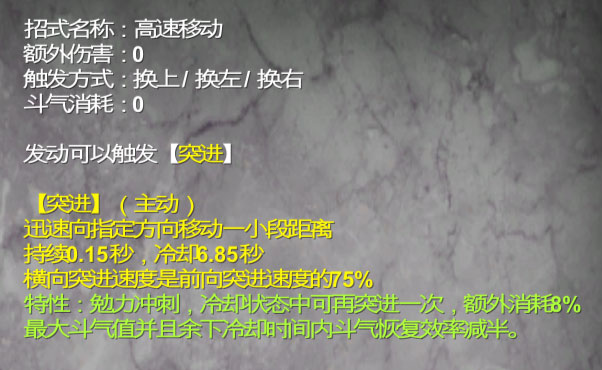 招式名称：高速移动
额外伤害：0
触发方式：换上 / 换左 / 换右
斗气消耗：0
发动可以触发【突进】
【突进】（主动）
迅速向指定方向移动一小段距离
持续0.15秒，冷却6.85秒
横向突进速度是前向突进速度的75%
特性：勉力冲刺，冷却状态中可再突进一次，额外消耗8%
最大斗气值并且余下冷却时间内斗气恢复效率减半。